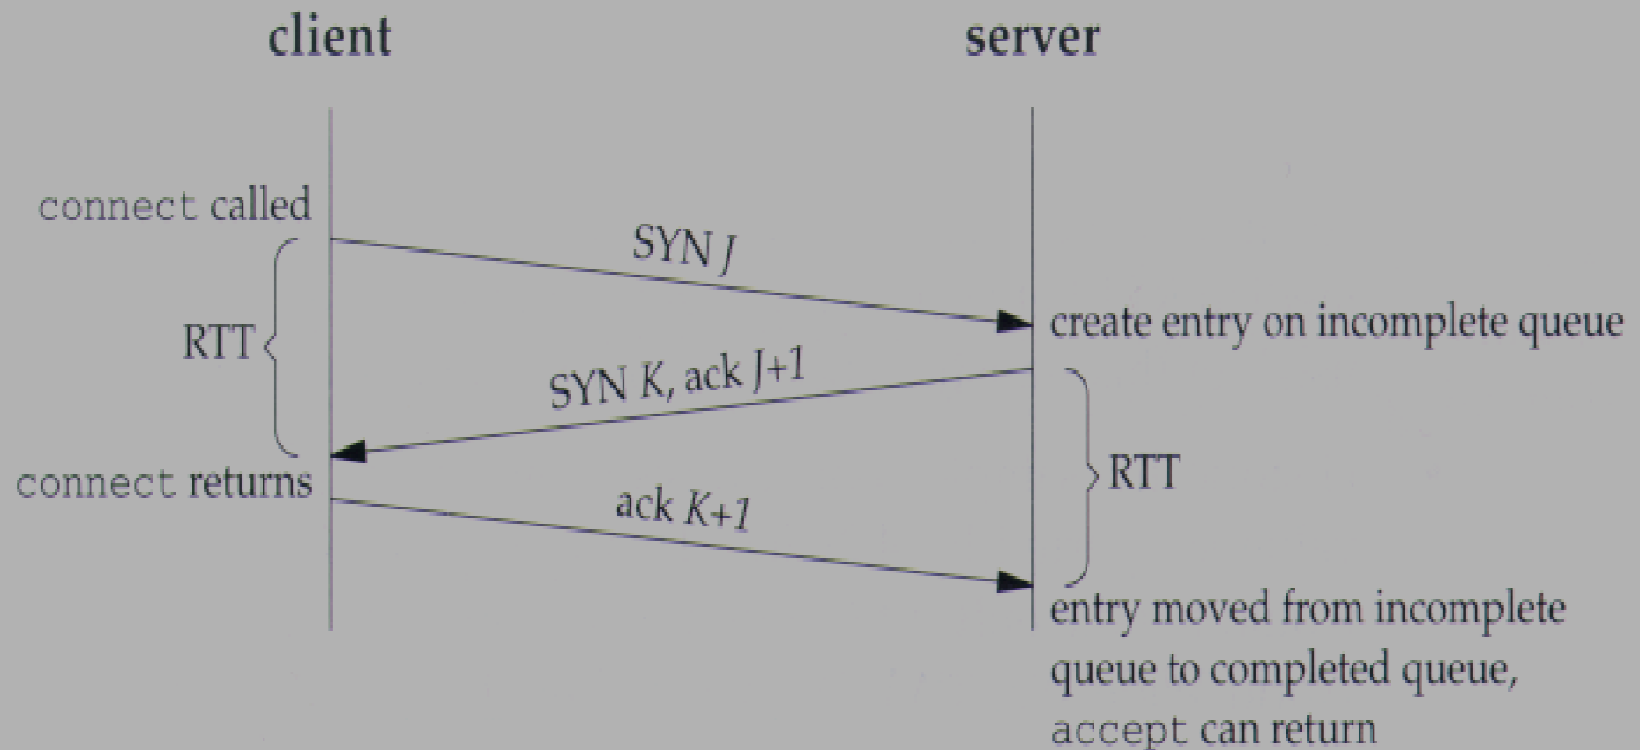 client
server
connect called
SYN J
create entry on incomplete queue
RTT
SYN K, ack J+1
connect returns
RTT
ack K+1
entry moved from incomplete
queue to completed queue,
accept can return